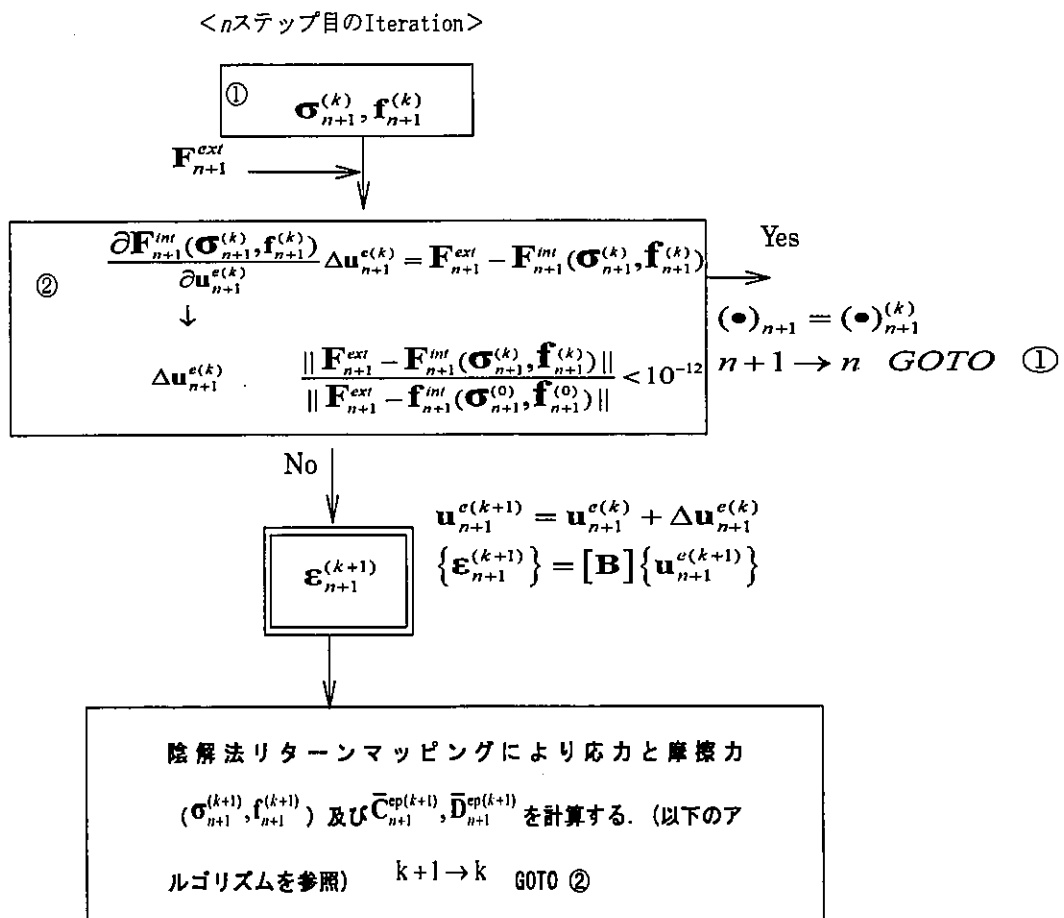 <nステップ目のIteration>
①
σ_{n+1}^{(k)}, f_{n+1}^{(k)}
F_{n+1}^{ext}
② ∂F_{n+1}^{int}(σ_{n+1}^{(k)}, f_{n+1}^{(k)}) / ∂u_{n+1}^{e(k)} Δu_{n+1}^{e(k)} = F_{n+1}^{ext} − F_{n+1}^{int}(σ_{n+1}^{(k)}, f_{n+1}^{(k)})
↓
Δu_{n+1}^{e(k)} || F_{n+1}^{ext} − F_{n+1}^{int}(σ_{n+1}^{(k)}, f_{n+1}^{(k)}) || / || F_{n+1}^{ext} − f_{n+1}^{int}(σ_{n+1}^{(0)}, f_{n+1}^{(0)}) || < 10^{-12}
Yes
(●)_{n+1} = (●)_{n+1}^{(k)}
n+1 → n GOTO ①
No
u_{n+1}^{e(k+1)} = u_{n+1}^{e(k)} + Δu_{n+1}^{e(k)}
{ε_{n+1}^{(k+1)}} = [B]{u_{n+1}^{e(k+1)}}
ε_{n+1}^{(k+1)}
陰解法リターンマッピングにより応力と摩擦力
(σ_{n+1}^{(k+1)}, f_{n+1}^{(k+1)}) 及び C̄_{n+1}^{ep(k+1)}, D̄_{n+1}^{ep(k+1)} を計算する. (以下のア
ルゴリズムを参照) k+1→k GOTO ②